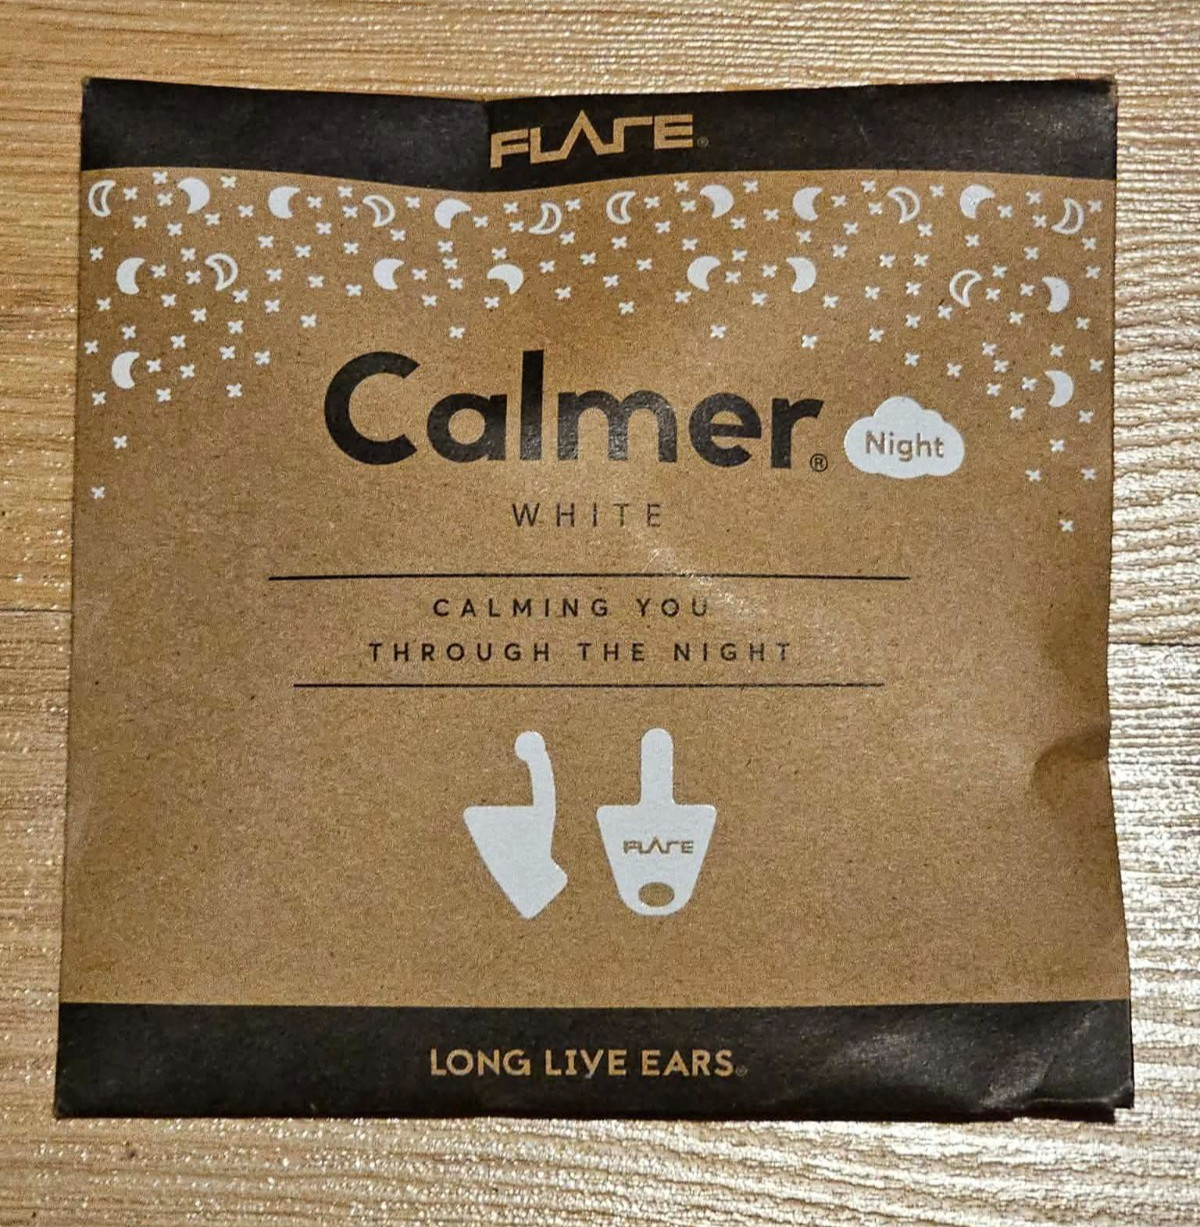 FLARE®
Calmer®
Night
WHITE
CALMING YOU
THROUGH THE NIGHT
FLARE
LONG LIVE EARS®